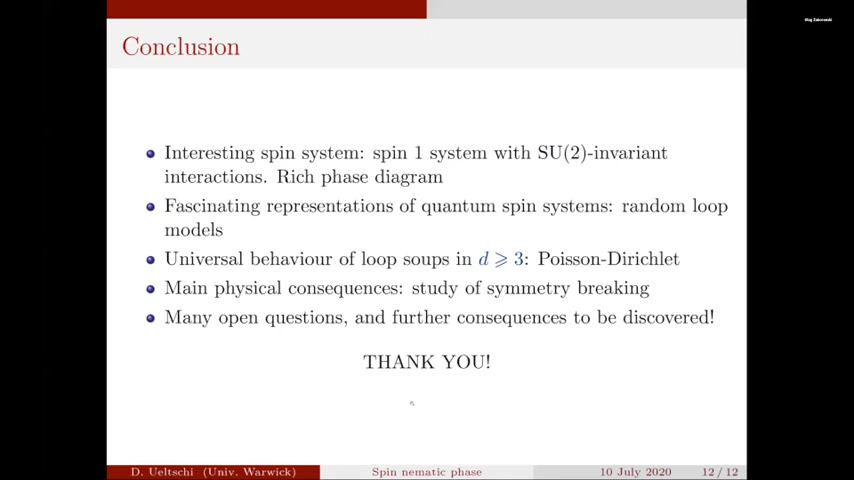 Oleg Zaboronski
Conclusion
Interesting spin system: spin 1 system with SU(2)-invariant
interactions. Rich phase diagram
Fascinating representations of quantum spin systems: random loop
models
Universal behaviour of loop soups in d ⩾ 3: Poisson-Dirichlet
Main physical consequences: study of symmetry breaking
Many open questions, and further consequences to be discovered!
THANK YOU!
D. Ueltschi (Univ. Warwick) Spin nematic phase 10 July 2020 12 / 12